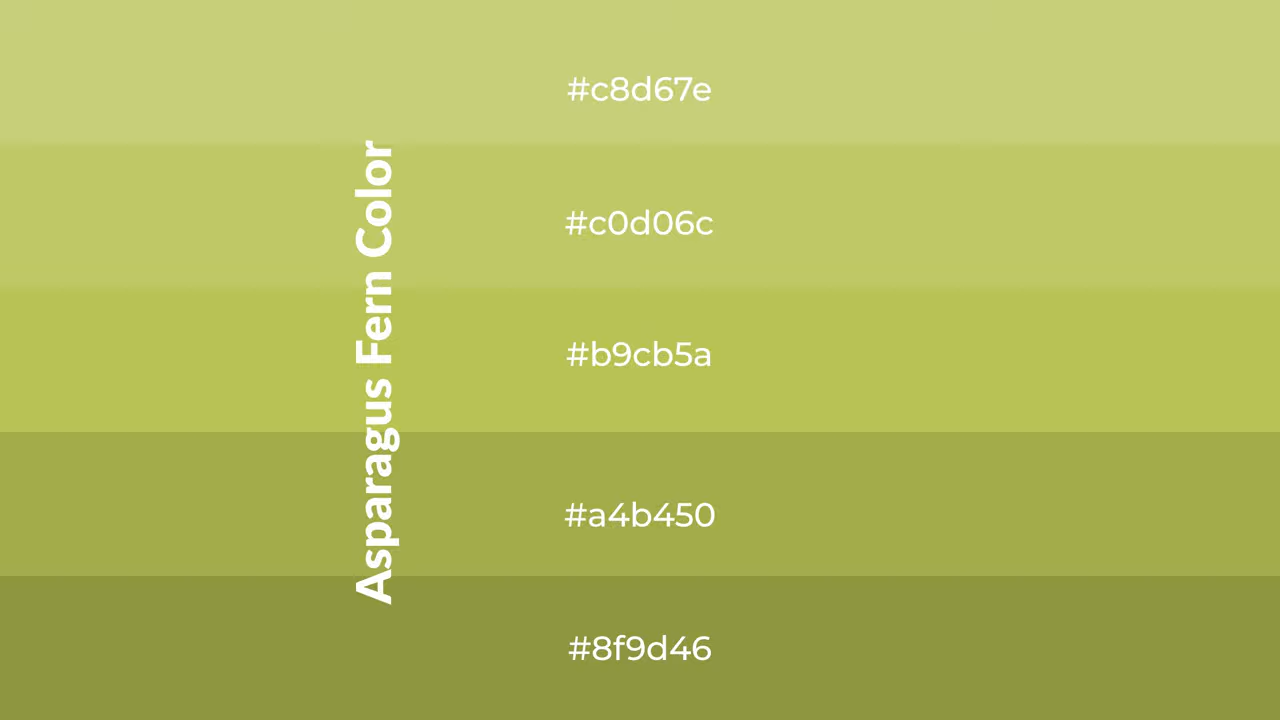 Asparagus Fern Color
#c8d67e
#c0d06c
#b9cb5a
#a4b450
#8f9d46